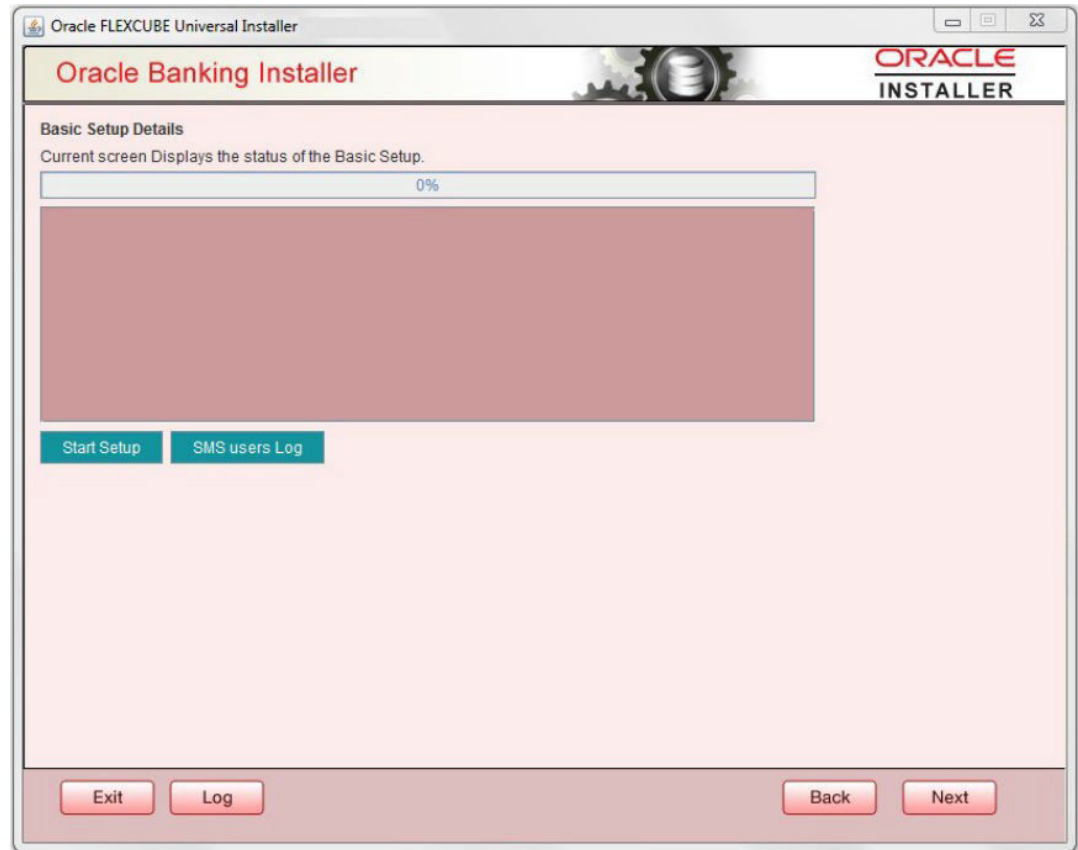 Oracle FLEXCUBE Universal Installer
Oracle Banking Installer
ORACLE
INSTALLER
Basic Setup Details
Current screen Displays the status of the Basic Setup.
0%
Start Setup SMS users Log
Exit Log Back Next